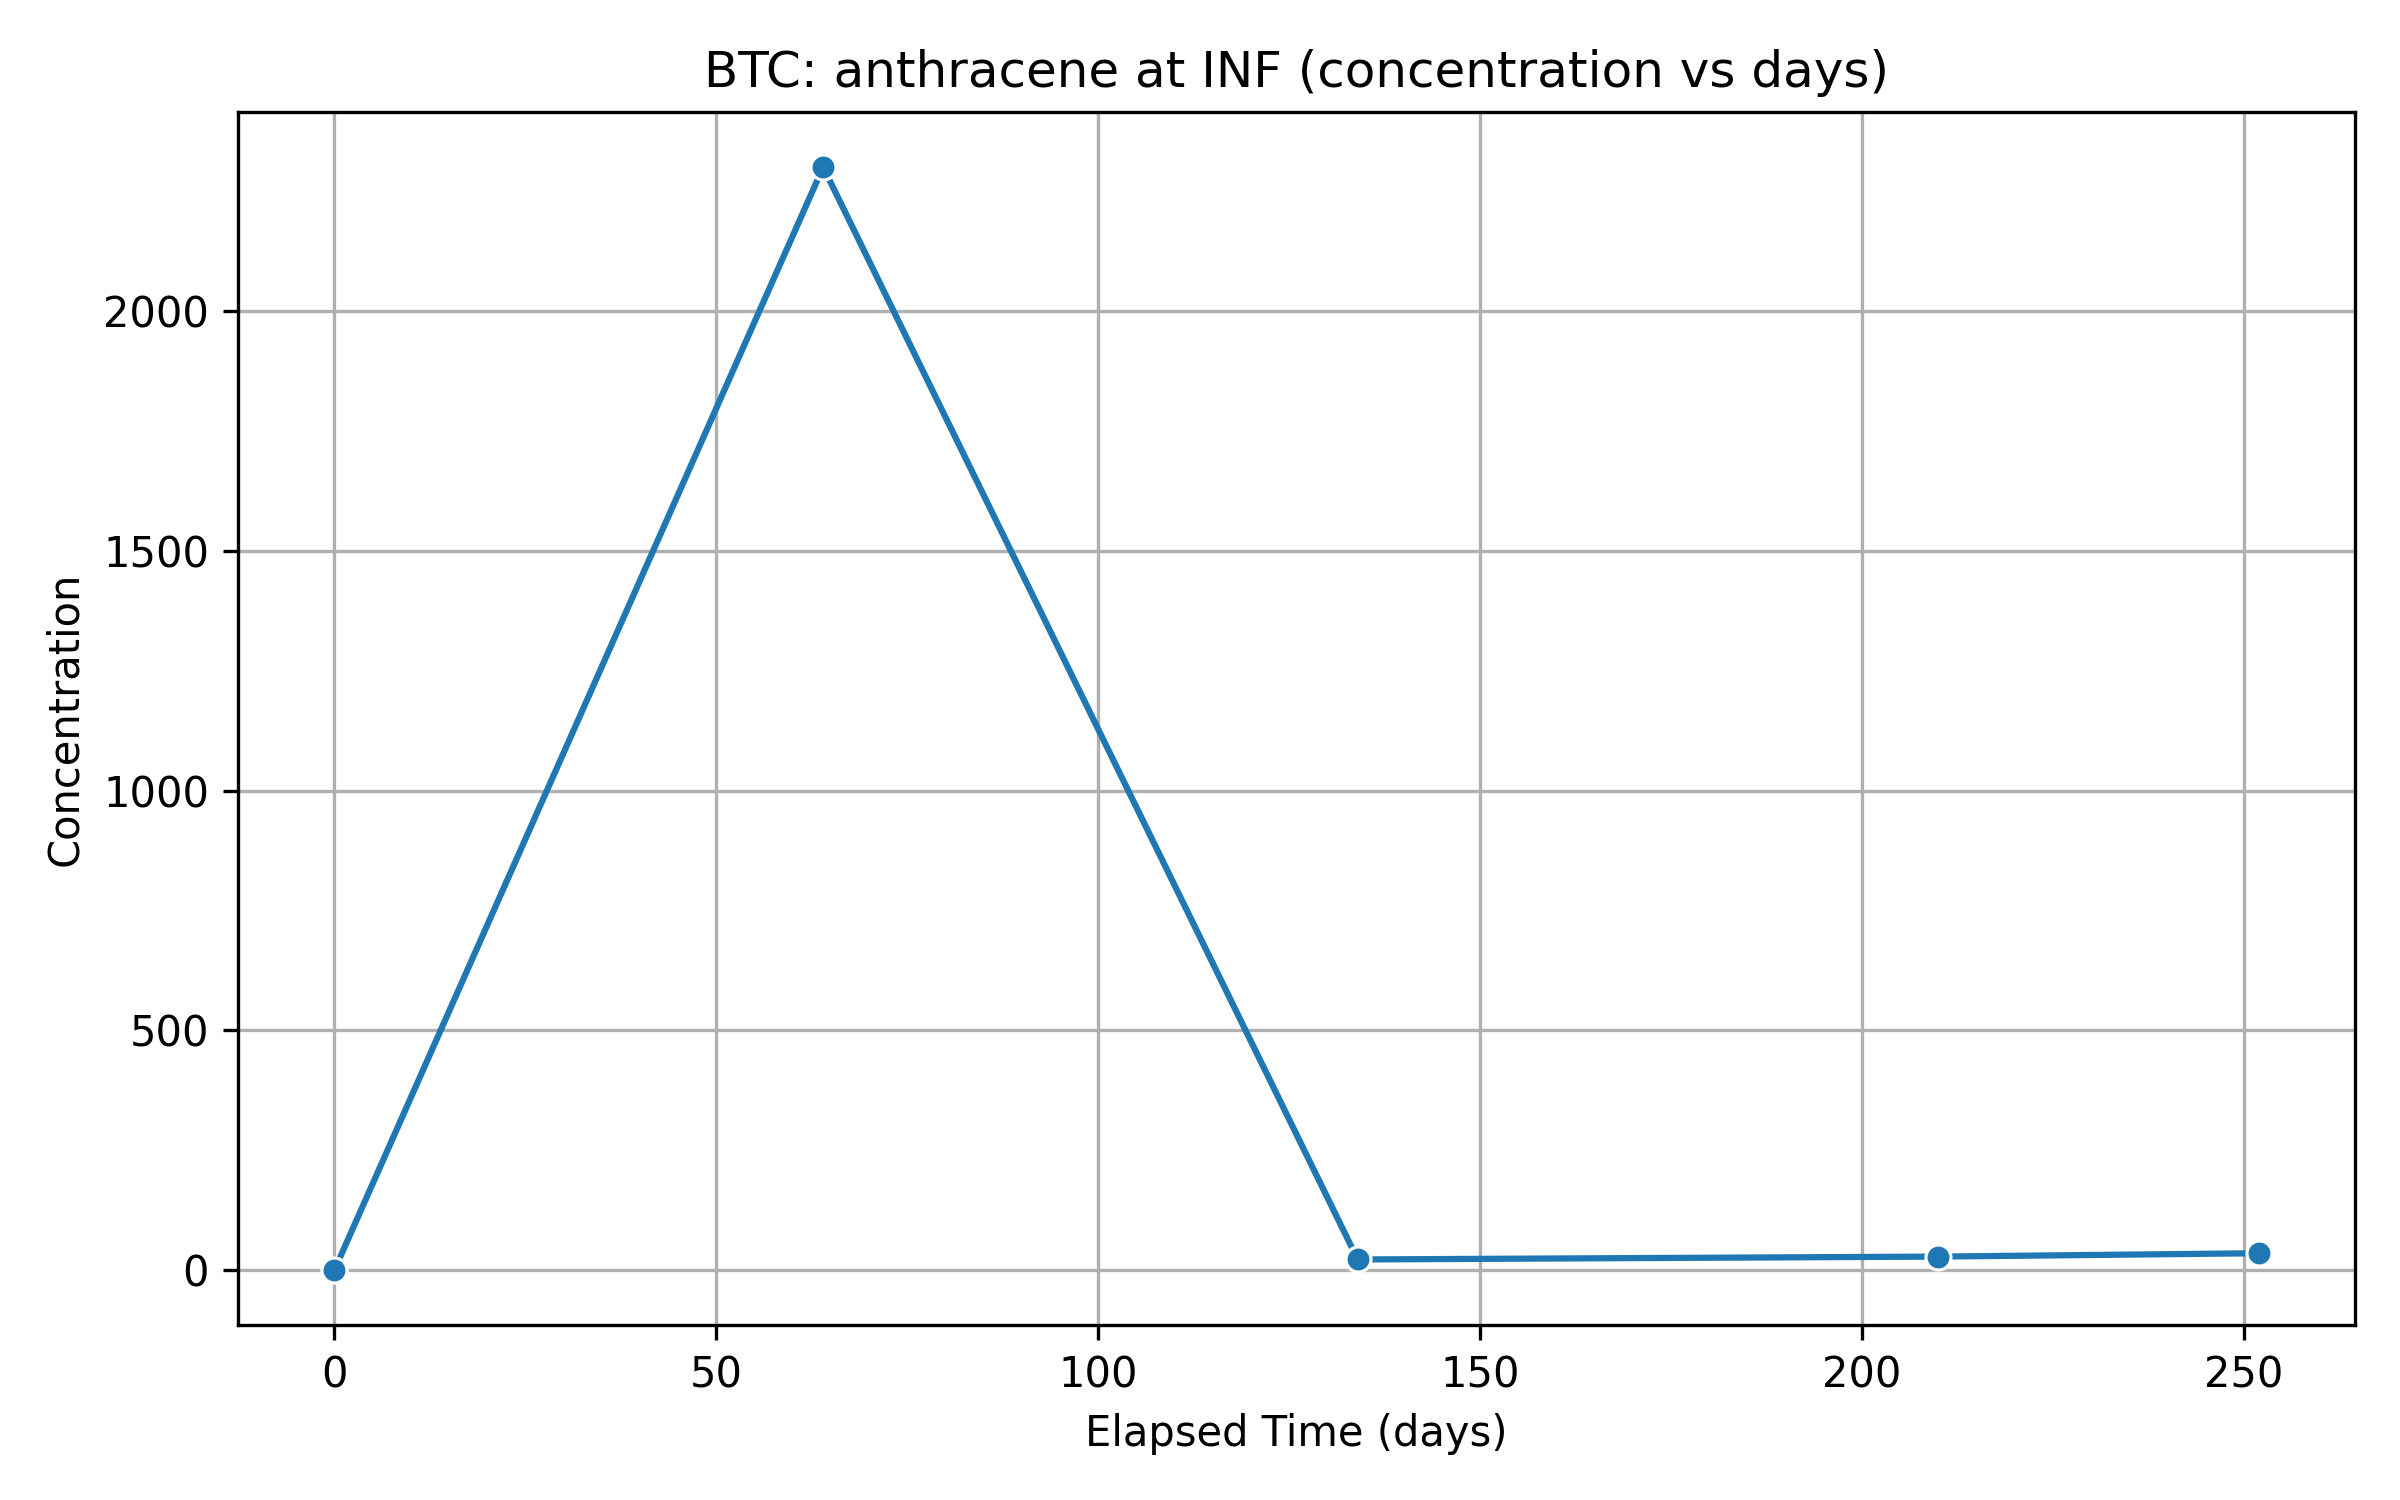 BTC: anthracene at INF (concentration vs days)
2000
1500
1000
500
0
Concentration
0 50 100 150 200 250
Elapsed Time (days)